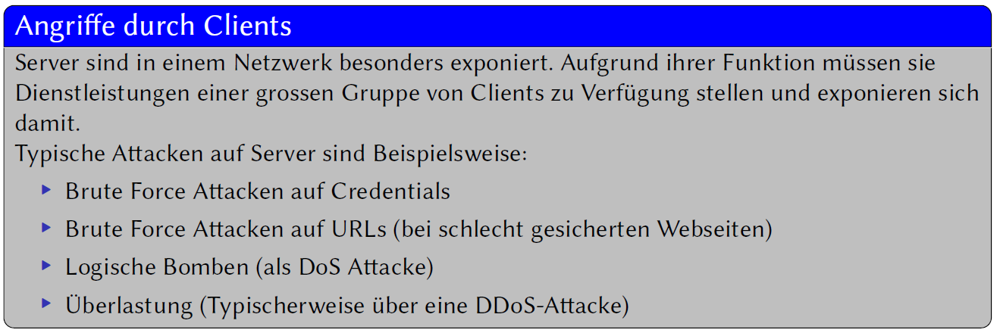 Angriffe durch Clients
Server sind in einem Netzwerk besonders exponiert. Aufgrund ihrer Funktion müssen sie
Dienstleistungen einer grossen Gruppe von Clients zu Verfügung stellen und exponieren sich
damit.
Typische Attacken auf Server sind Beispielsweise:
Brute Force Attacken auf Credentials
Brute Force Attacken auf URLs (bei schlecht gesicherten Webseiten)
Logische Bomben (als DoS Attacke)
Überlastung (Typischerweise über eine DDoS-Attacke)